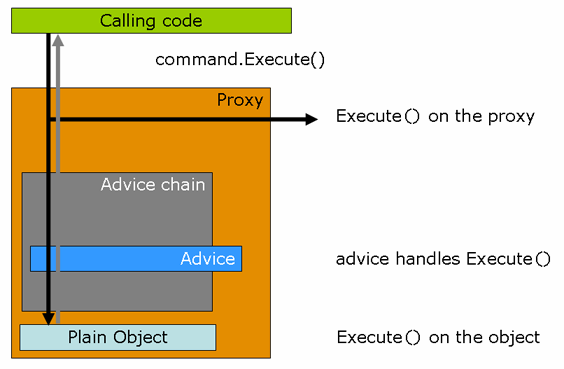 Calling code
command.Execute()
Proxy
Execute() on the proxy
Advice chain
Advice
advice handles Execute()
Plain Object
Execute() on the object